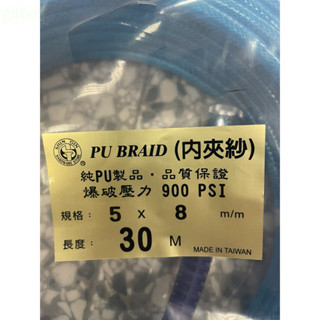 PU BRAID (內夾紗)
純PU製品·品質保證
爆破壓力 900 PSI
規格: 5 x 8 m/m
長度: 30 M
MADE IN TAIWAN